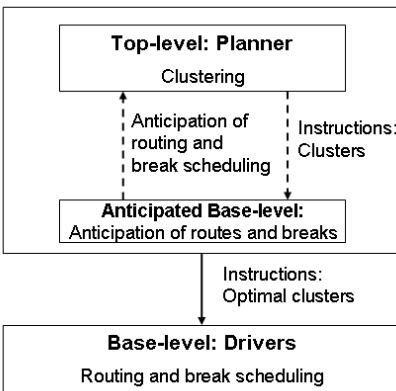 Top-level: Planner
Clustering
Anticipation of
routing and
break scheduling
Instructions:
Clusters
Anticipated Base-level:
Anticipation of routes and breaks
Instructions:
Optimal clusters
Base-level: Drivers
Routing and break scheduling